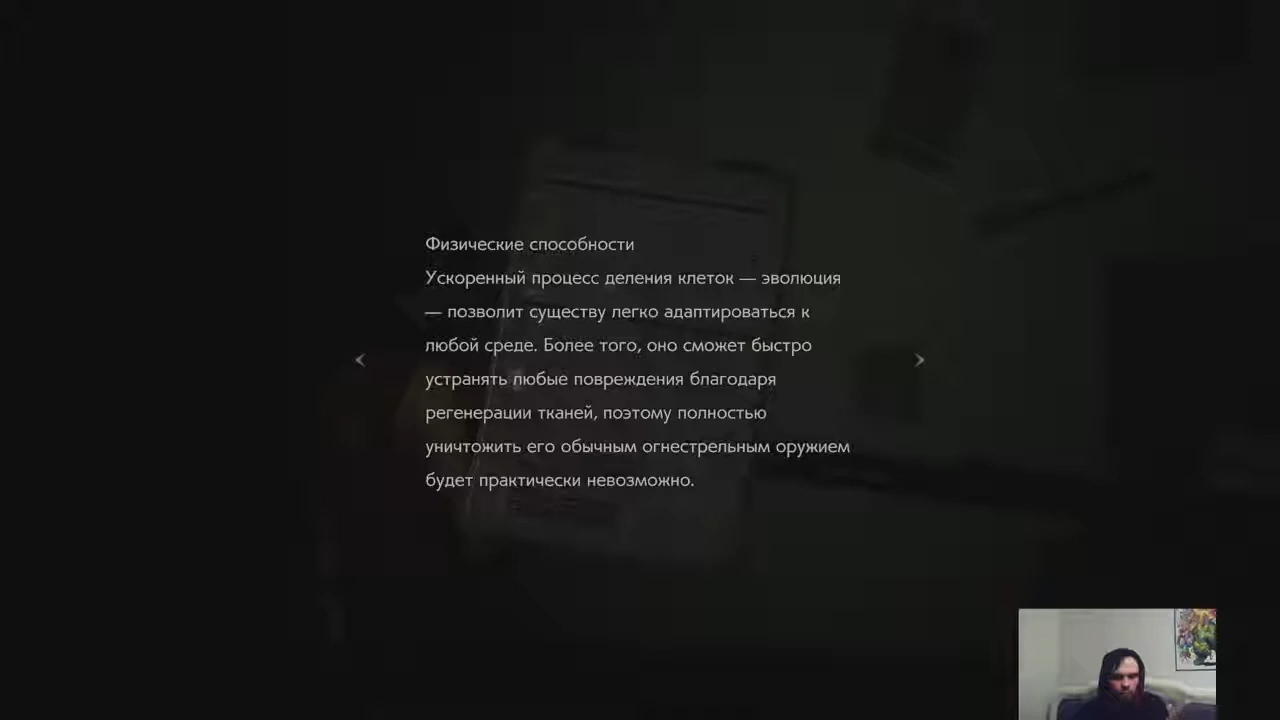 Физические способности
Ускоренный процесс деления клеток — эволюция
— позволит существу легко адаптироваться к
любой среде. Более того, оно сможет быстро
устранять любые повреждения благодаря
регенерации тканей, поэтому полностью
уничтожить его обычным огнестрельным оружием
будет практически невозможно.